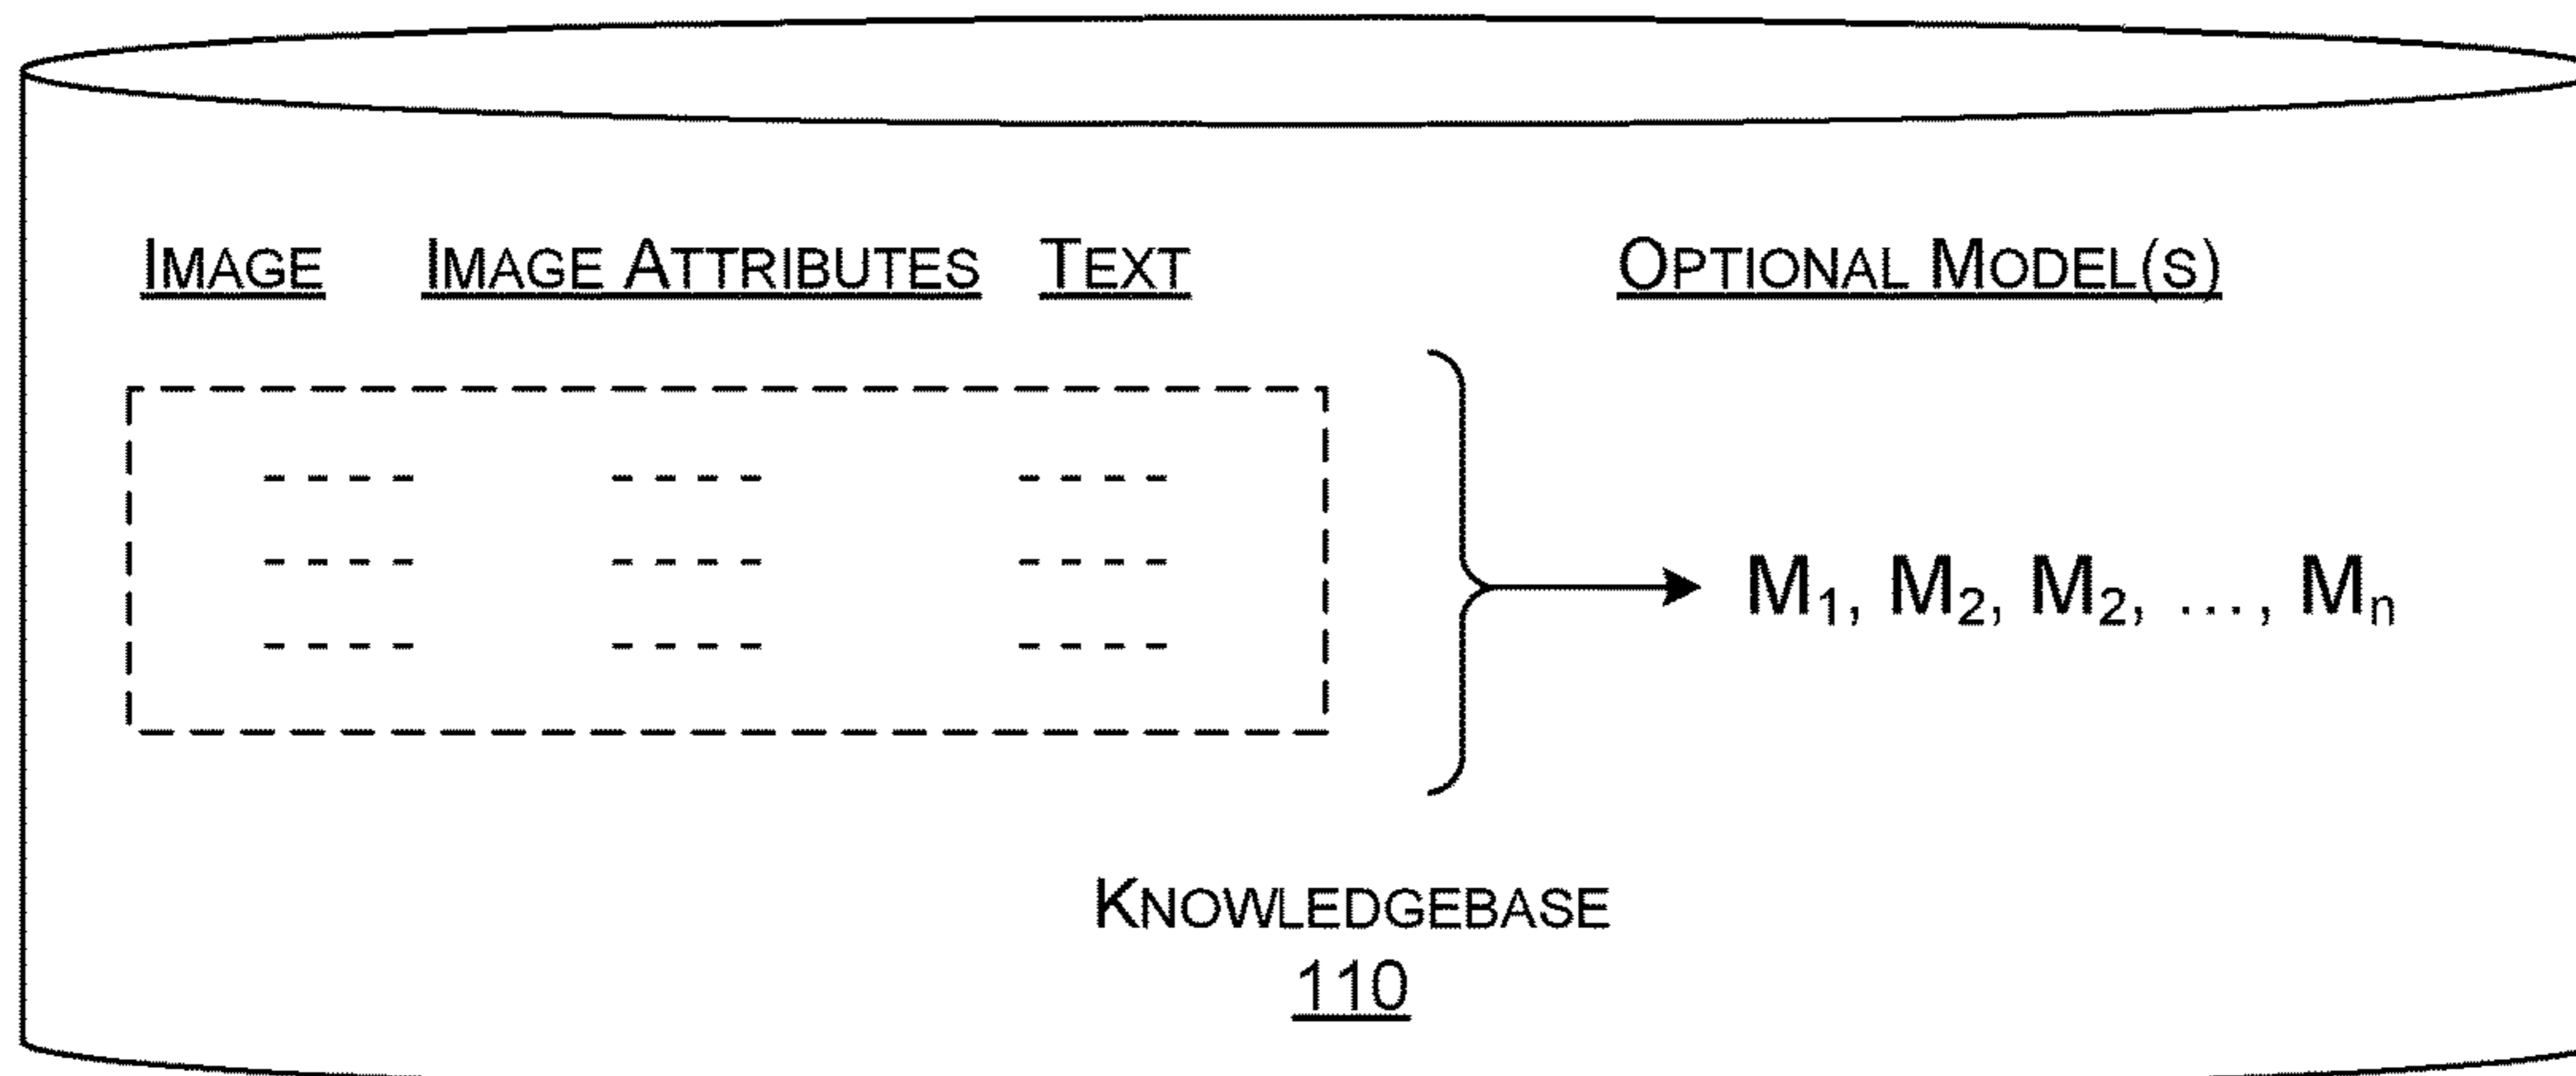 IMAGE IMAGE ATTRIBUTES TEXT OPTIONAL MODEL(S)
M₁, M₂, M₂, ..., Mₙ
KNOWLEDGEBASE
110